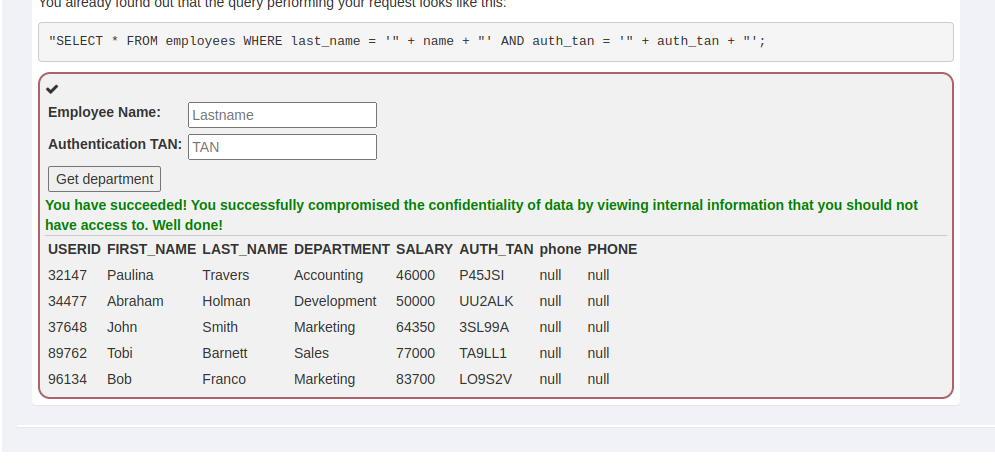 You already found out that the query performing your request looks like this:
"SELECT * FROM employees WHERE last_name = '" + name + "' AND auth_tan = '" + auth_tan + "';
Employee Name: Lastname
Authentication TAN: TAN
Get department
You have succeeded! You successfully compromised the confidentiality of data by viewing internal information that you should not
have access to. Well done!
USERID FIRST_NAME LAST_NAME DEPARTMENT SALARY AUTH_TAN phone PHONE
32147 Paulina Travers Accounting 46000 P45JSI null null
34477 Abraham Holman Development 50000 UU2ALK null null
37648 John Smith Marketing 64350 3SL99A null null
89762 Tobi Barnett Sales 77000 TA9LL1 null null
96134 Bob Franco Marketing 83700 LO9S2V null null